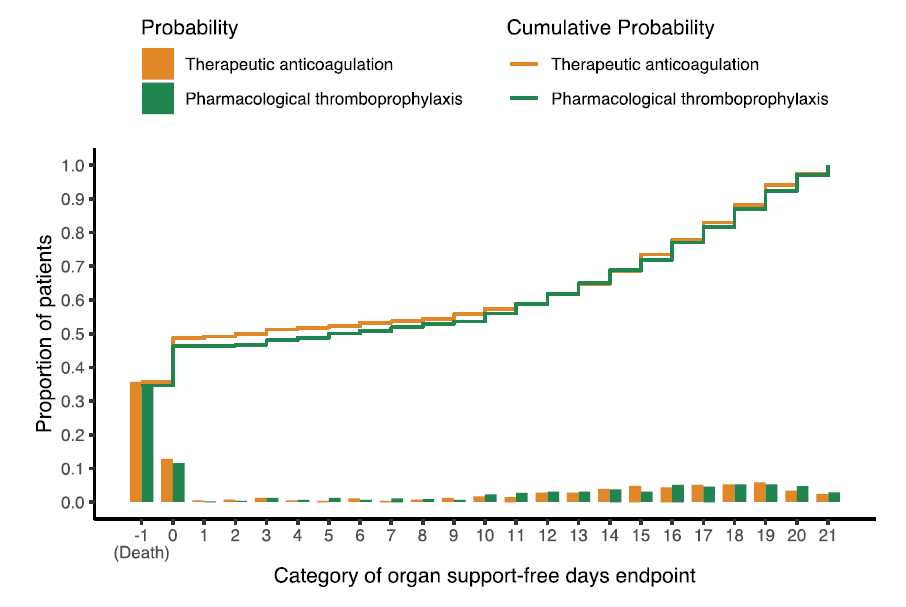 Probability
Cumulative Probability
Therapeutic anticoagulation
Therapeutic anticoagulation
Pharmacological thromboprophylaxis
Pharmacological thromboprophylaxis
Proportion of patients
1.0
0.9
0.8
0.7
0.6
0.5
0.4
0.3
0.2
0.1
0.0
-1 0 1 2 3 4 5 6 7 8 9 10 11 12 13 14 15 16 17 18 19 20 21
(Death)
Category of organ support-free days endpoint